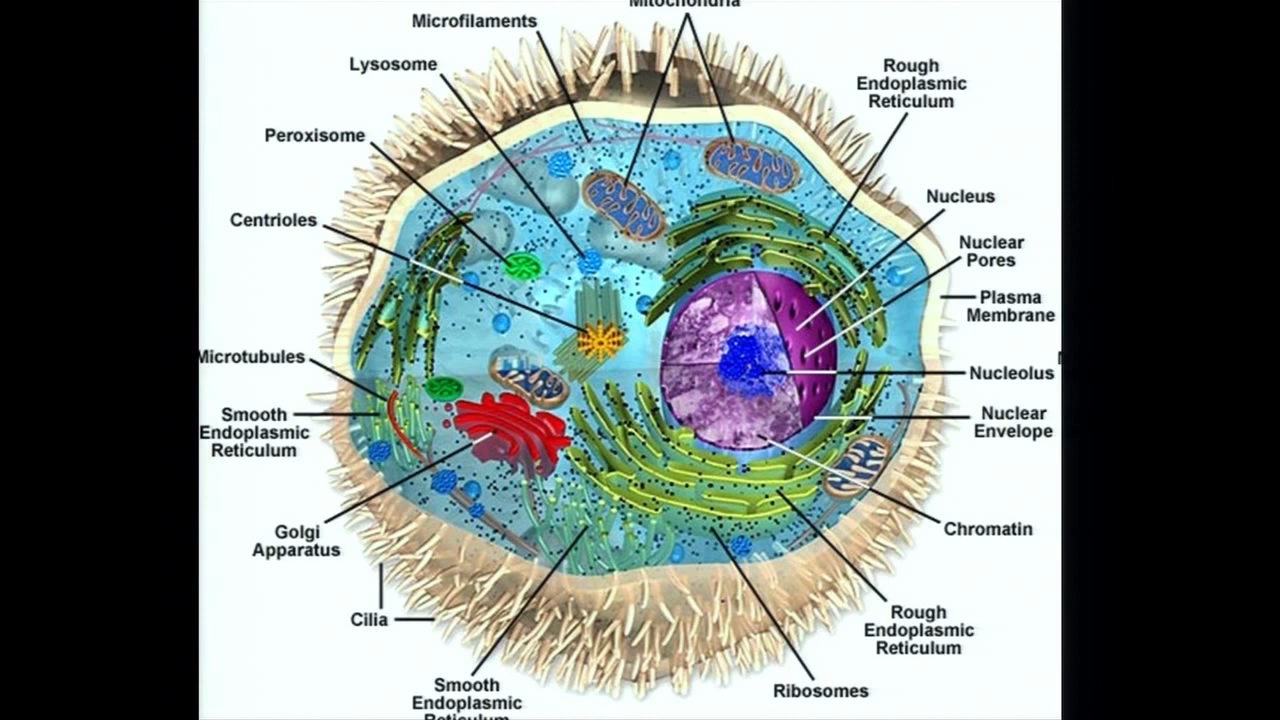 Mitochondria
Microfilaments
Lysosome
Rough
Endoplasmic
Reticulum
Peroxisome
Nucleus
Centrioles
Nuclear
Pores
Plasma
Membrane
Microtubules
Nucleolus
Smooth
Endoplasmic
Reticulum
Nuclear
Envelope
Golgi
Apparatus
Chromatin
Cilia
Rough
Endoplasmic
Reticulum
Smooth
Endoplasmic
Reticulum
Ribosomes